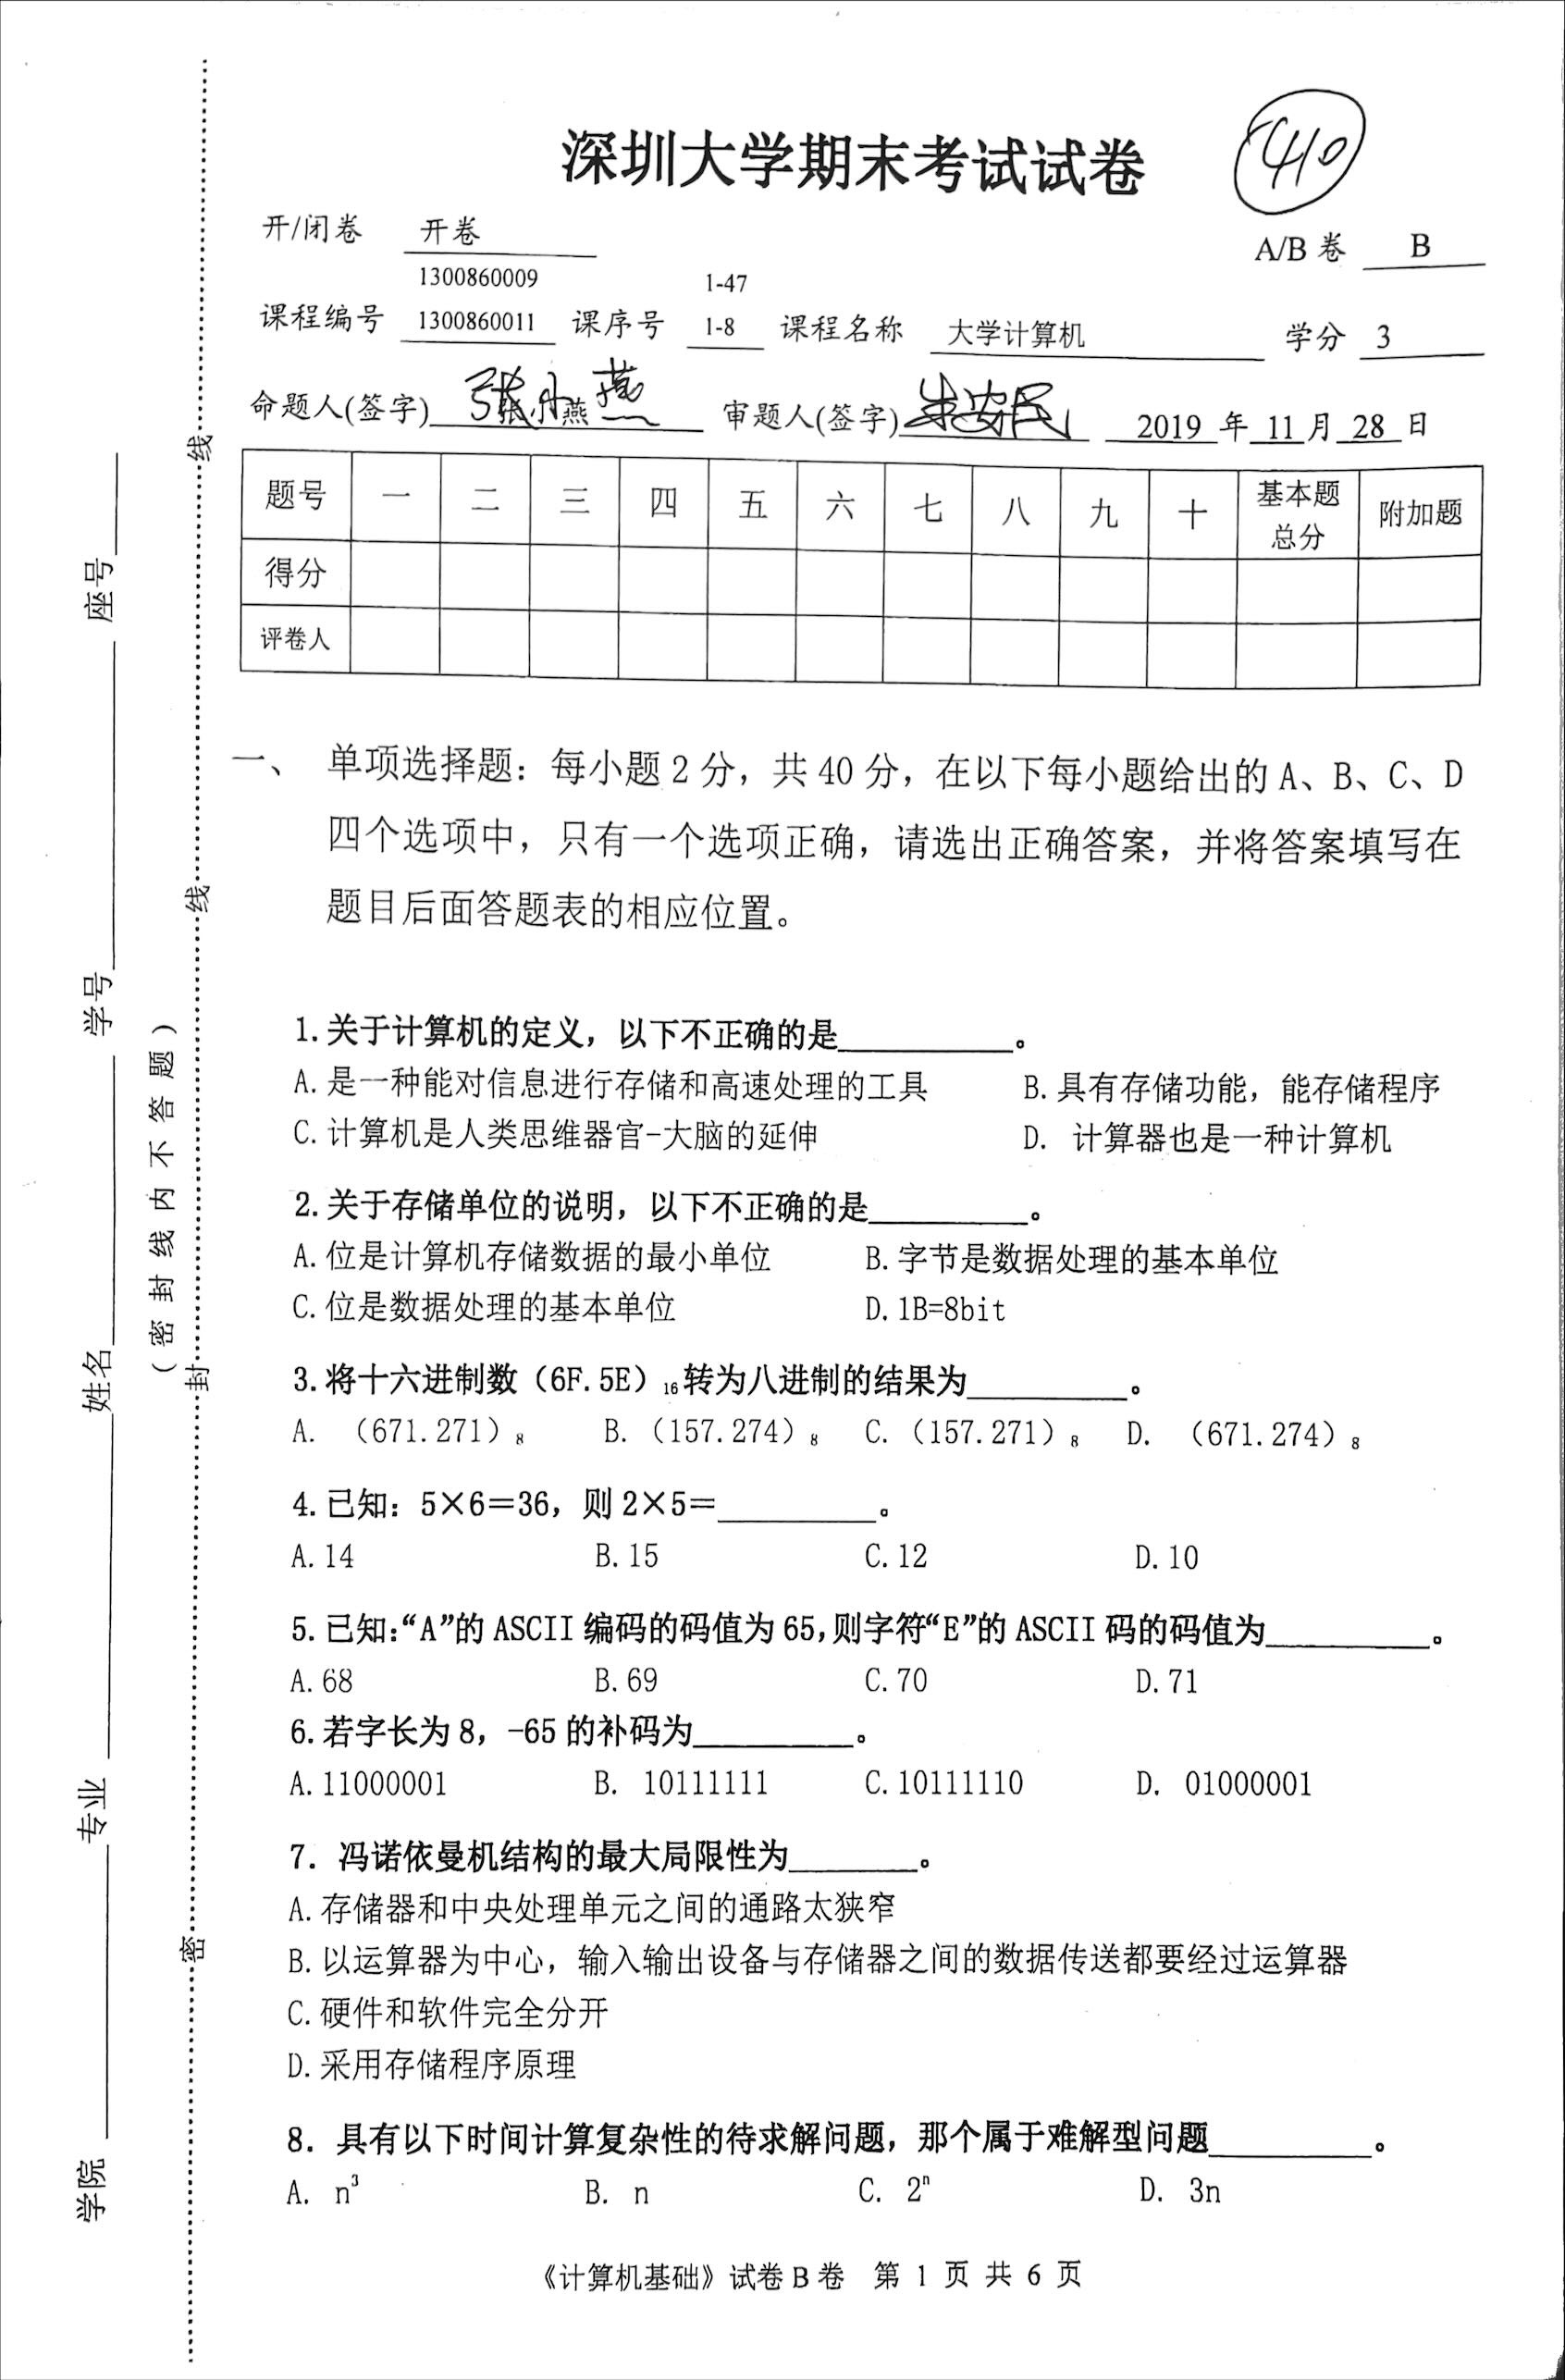 深圳大学期末考试试卷
410
开/闭卷 开卷
A/B 卷 B
1300860009 1-47
课程编号 1300860011 课序号 1-8 课程名称 大学计算机 学分 3
命题人(签字) 张小燕 张小燕 审题人(签字) 朱安民 2019 年 11 月 28 日
题号 一 二 三 四 五 六 七 八 九 十 基本题总分 附加题
得分
评卷人
一、 单项选择题：每小题 2 分，共 40 分，在以下每小题给出的 A、B、C、D
四个选项中，只有一个选项正确，请选出正确答案，并将答案填写在
题目后面答题表的相应位置。
1.关于计算机的定义，以下不正确的是__________。
A.是一种能对信息进行存储和高速处理的工具 B.具有存储功能，能存储程序
C.计算机是人类思维器官-大脑的延伸 D. 计算器也是一种计算机
2.关于存储单位的说明，以下不正确的是__________。
A.位是计算机存储数据的最小单位 B.字节是数据处理的基本单位
C.位是数据处理的基本单位 D.1B=8bit
3.将十六进制数（6F.5E）₁₆转为八进制的结果为__________。
A. （671.271）₈ B.（157.274）₈ C.（157.271）₈ D. （671.274）₈
4.已知：5×6=36，则 2×5=__________。
A.14 B.15 C.12 D.10
5.已知:“A”的 ASCII 编码的码值为 65,则字符“E”的 ASCII 码的码值为__________。
A.68 B.69 C.70 D.71
6.若字长为 8，-65 的补码为__________。
A.11000001 B. 10111111 C.10111110 D. 01000001
7. 冯诺依曼机结构的最大局限性为________。
A.存储器和中央处理单元之间的通路太狭窄
B.以运算器为中心，输入输出设备与存储器之间的数据传送都要经过运算器
C.硬件和软件完全分开
D.采用存储程序原理
8. 具有以下时间计算复杂性的待求解问题，那个属于难解型问题__________。
A. n³ B. n C. 2ⁿ D. 3n
《计算机基础》试卷 B 卷 第 1 页 共 6 页
学院 专业 姓名 学号 座号
（密封线内不答题）
密 封 线 线